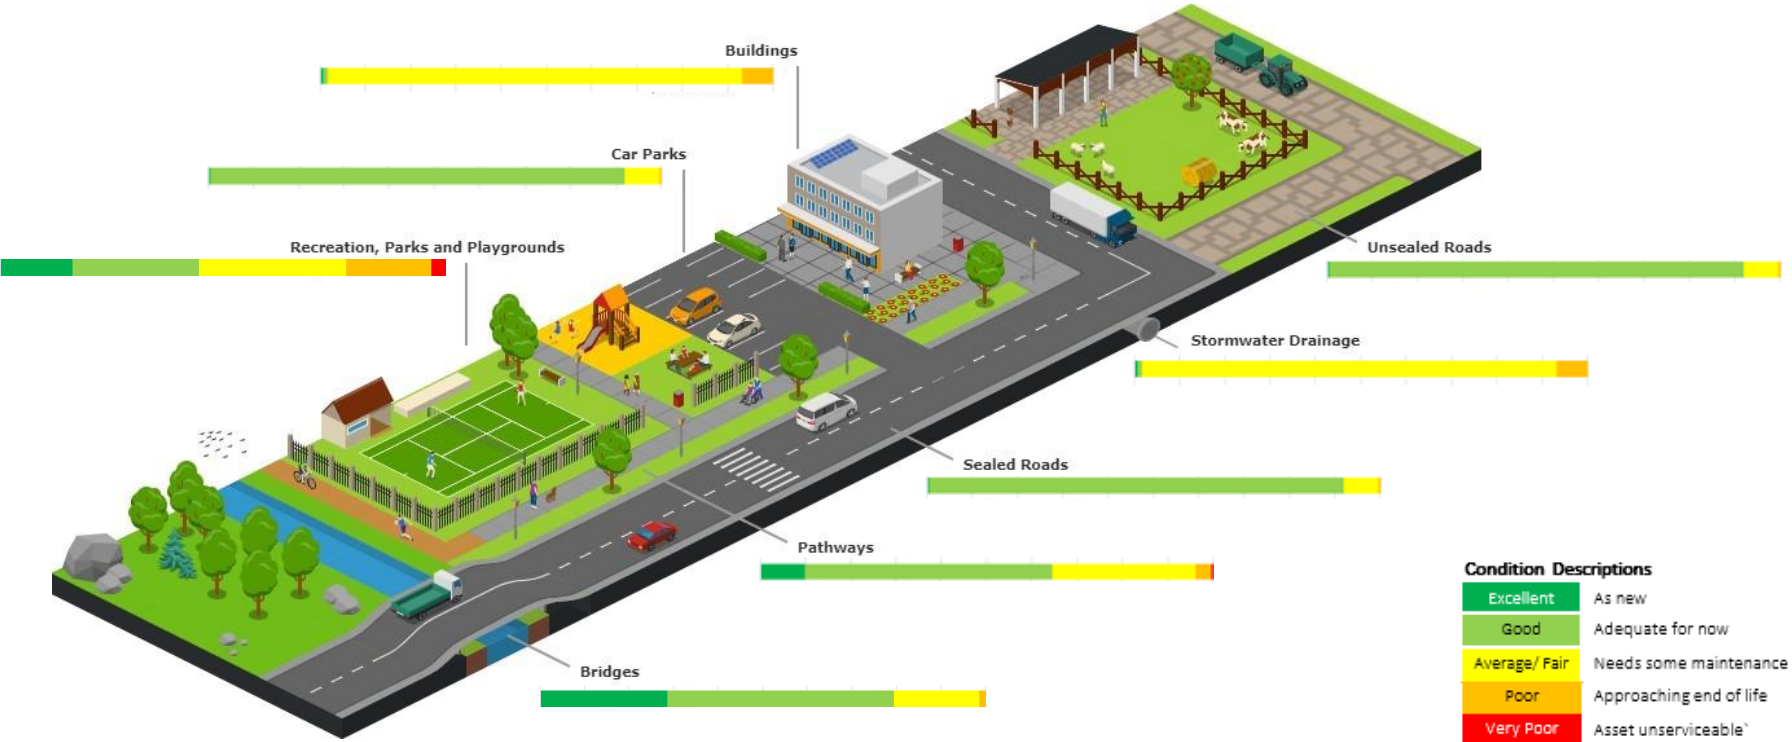 Buildings
Car Parks
Recreation, Parks and Playgrounds
Unsealed Roads
Stormwater Drainage
Sealed Roads
Pathways
Bridges
Condition Descriptions
Excellent As new
Good Adequate for now
Average/ Fair Needs some maintenance
Poor Approaching end of life
Very Poor Asset unserviceable`